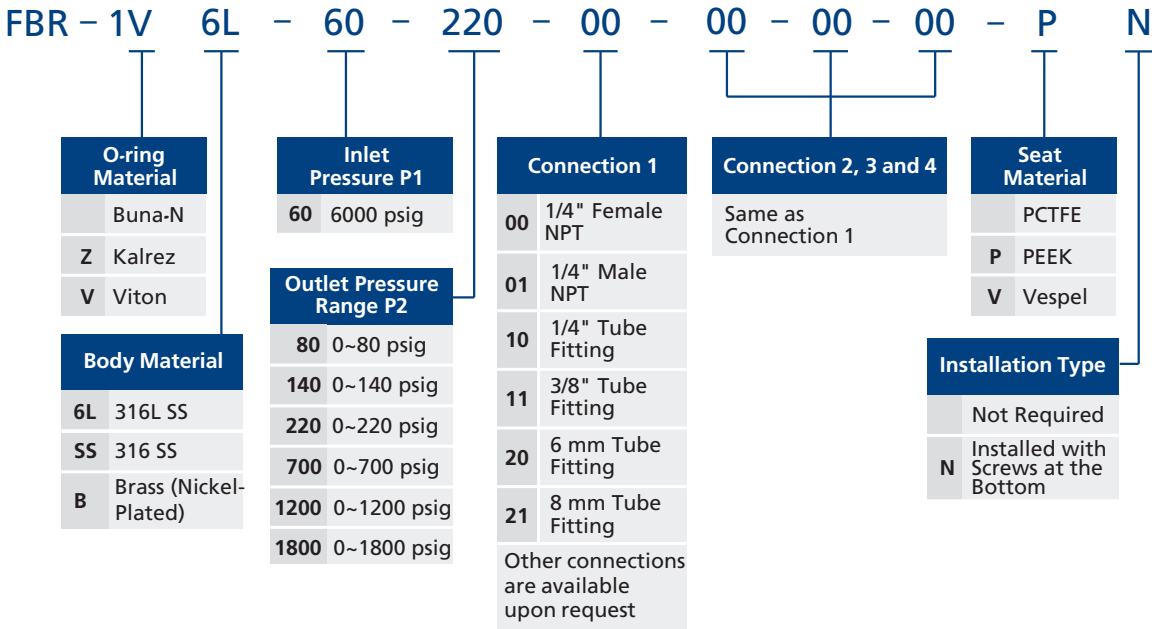 FBR – 1V 6L – 60 – 220 – 00 – 00 – 00 – 00 – P N
O-ring
Material
Buna-N
Z Kalrez
V Viton
Body Material
6L 316L SS
SS 316 SS
B Brass (Nickel-
Plated)
Inlet
Pressure P1
60 6000 psig
Outlet Pressure
Range P2
80 0~80 psig
140 0~140 psig
220 0~220 psig
700 0~700 psig
1200 0~1200 psig
1800 0~1800 psig
Connection 1
00 1/4" Female
NPT
01 1/4" Male
NPT
10 1/4" Tube
Fitting
11 3/8" Tube
Fitting
20 6 mm Tube
Fitting
21 8 mm Tube
Fitting
Other connections
are available
upon request
Connection 2, 3 and 4
Same as
Connection 1
Seat
Material
PCTFE
P PEEK
V Vespel
Installation Type
Not Required
N Installed with
Screws at the
Bottom